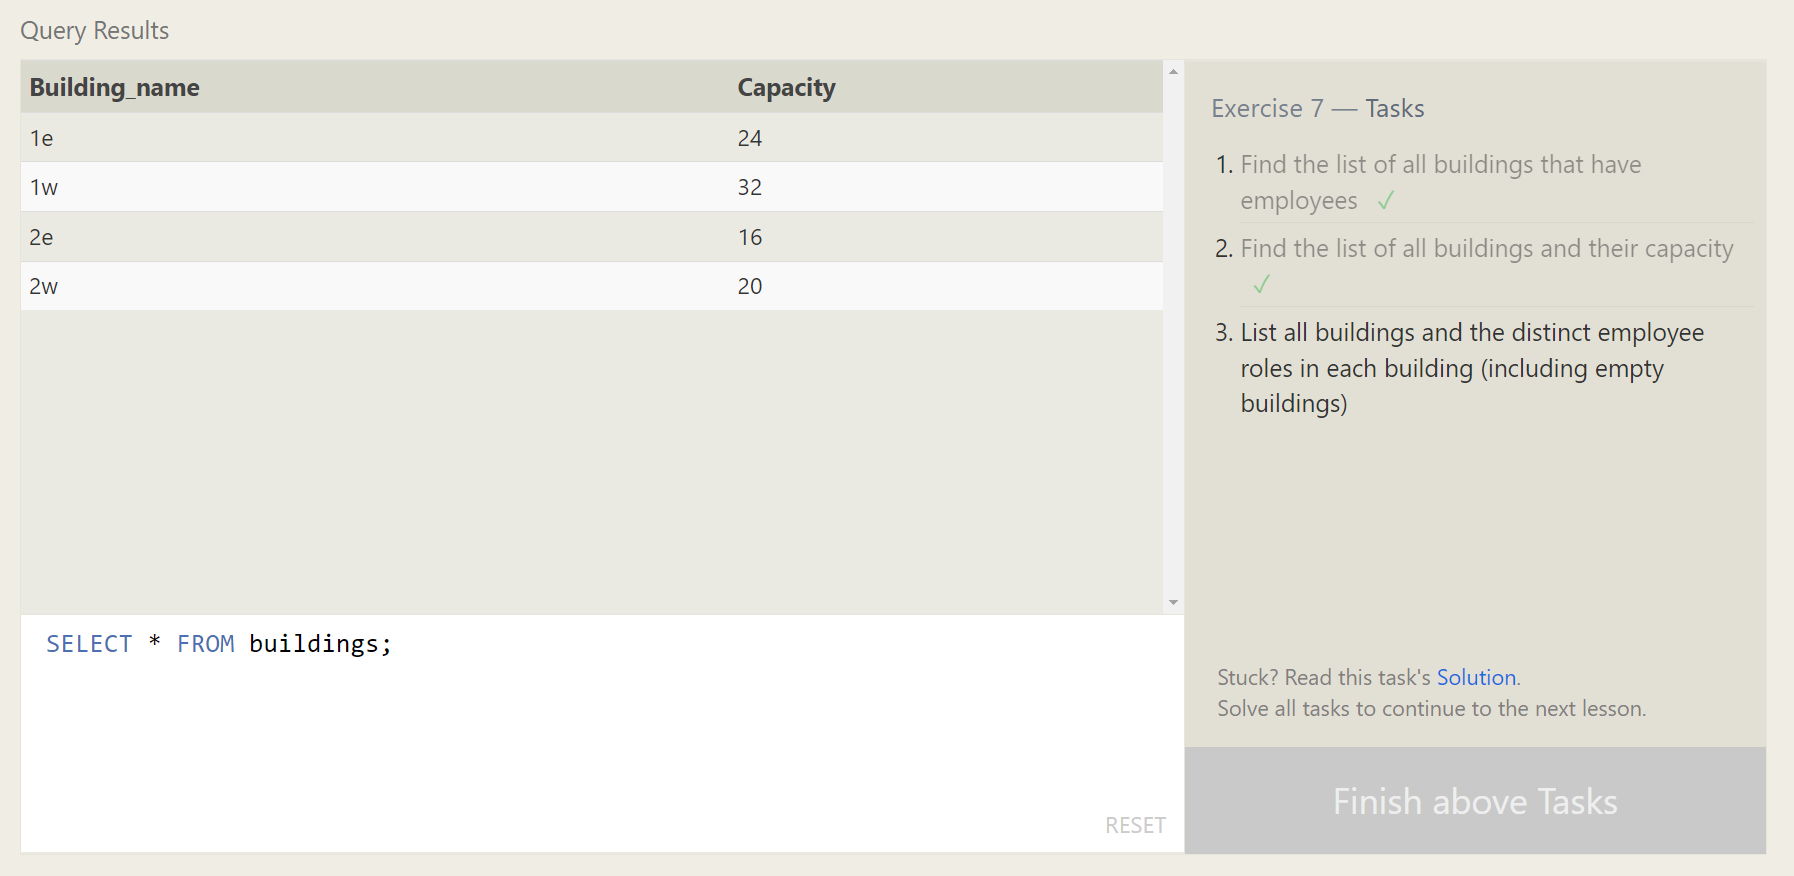 Query Results
Building_name Capacity
1e 24
1w 32
2e 16
2w 20
SELECT * FROM buildings;
RESET
Exercise 7 — Tasks
1. Find the list of all buildings that have
employees ✓
2. Find the list of all buildings and their capacity
✓
3. List all buildings and the distinct employee
roles in each building (including empty
buildings)
Stuck? Read this task's Solution.
Solve all tasks to continue to the next lesson.
Finish above Tasks